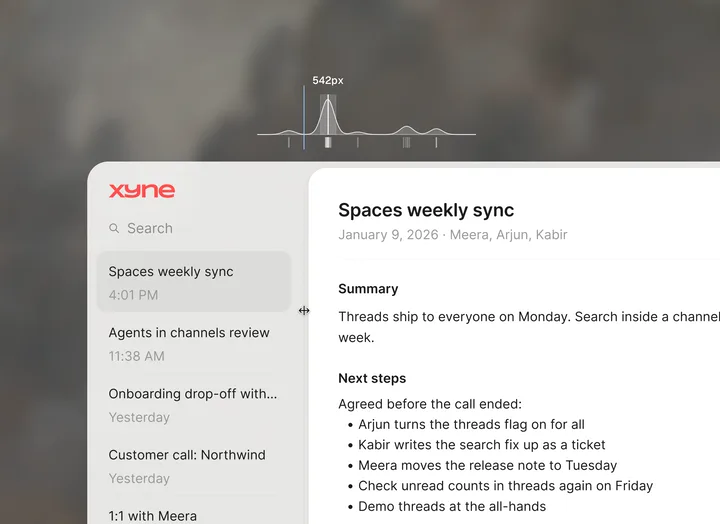 542px
xyne
Search
Spaces weekly sync
4:01 PM
Agents in channels review
11:38 AM
Onboarding drop-off with...
Yesterday
Customer call: Northwind
Yesterday
1:1 with Meera
Spaces weekly sync
January 9, 2026 · Meera, Arjun, Kabir
Summary
Threads ship to everyone on Monday. Search inside a channel
week.
Next steps
Agreed before the call ended:
• Arjun turns the threads flag on for all
• Kabir writes the search fix up as a ticket
• Meera moves the release note to Tuesday
• Check unread counts in threads again on Friday
• Demo threads at the all-hands